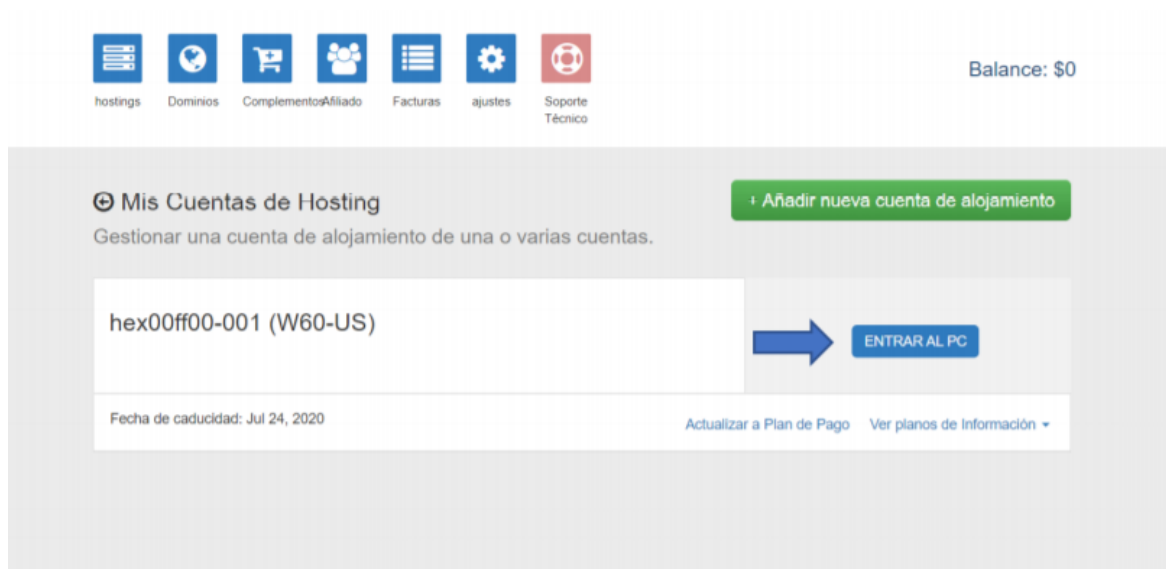 Balance: $0
hostings
Dominios
Complementos
Afiliado
Facturas
ajustes
Soporte
Técnico
Mis Cuentas de Hosting
+ Añadir nueva cuenta de alojamiento
Gestionar una cuenta de alojamiento de una o varias cuentas.
hex00ff00-001 (W60-US)
ENTRAR AL PC
Fecha de caducidad: Jul 24, 2020
Actualizar a Plan de Pago
Ver planos de Información